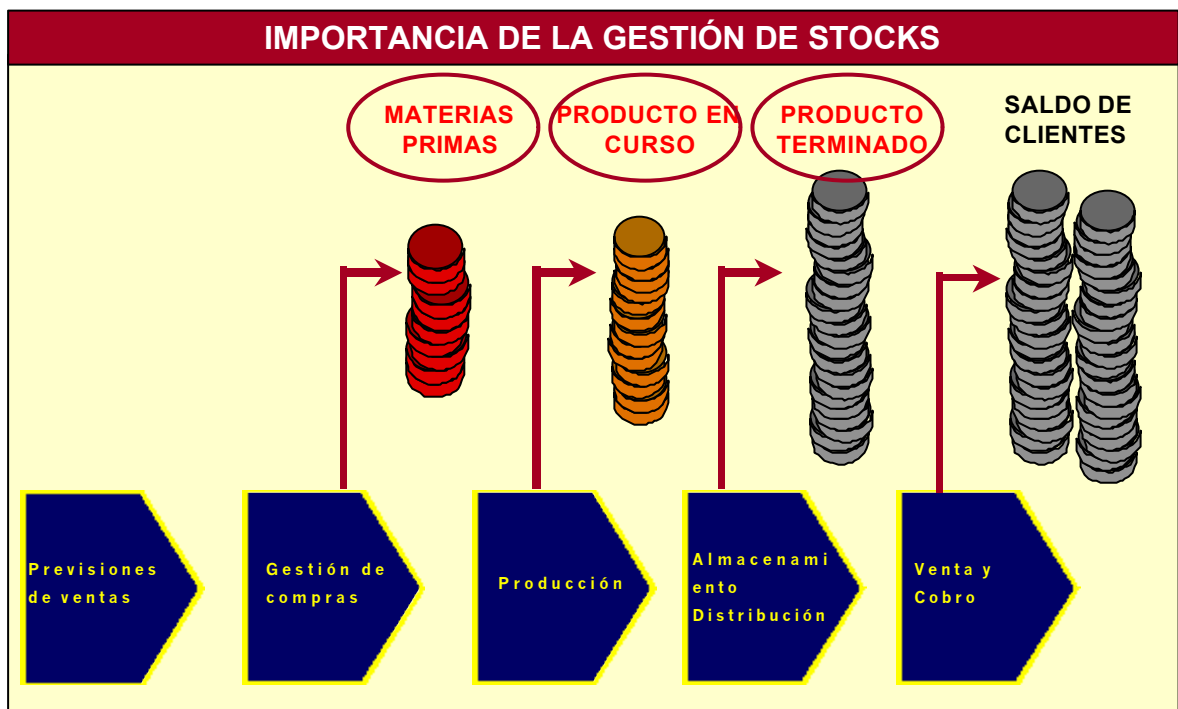 IMPORTANCIA DE LA GESTIÓN DE STOCKS
MATERIAS
PRIMAS
PRODUCTO EN
CURSO
PRODUCTO
TERMINADO
SALDO DE
CLIENTES
Previsiones
de ventas
Gestión de
compras
Producción
Almacenami
ento
Distribución
Venta y
Cobro